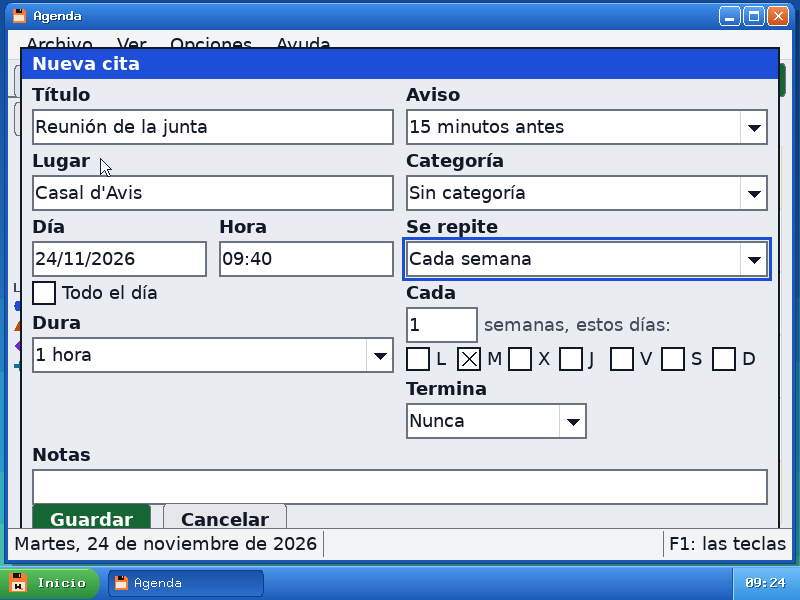 Agenda
Archivo Ver Opciones Ayuda
Nueva cita
Título
Reunión de la junta
Lugar
Casal d'Avis
Día Hora
24/11/2026 09:40
Todo el día
Dura
1 hora
Aviso
15 minutos antes
Categoría
Sin categoría
Se repite
Cada semana
Cada
1 semanas, estos días:
L M X J V S D
Termina
Nunca
Notas
Guardar Cancelar
Martes, 24 de noviembre de 2026 F1: las teclas
Inicio Agenda 09:24